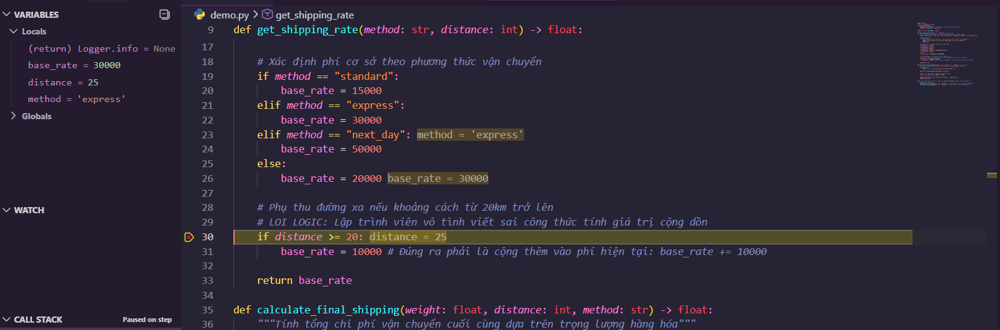 VARIABLES
Locals
(return) Logger.info = None
base_rate = 30000
distance = 25
method = 'express'
Globals
WATCH
CALL STACK
Paused on step
demo.py > get_shipping_rate
9 def get_shipping_rate(method: str, distance: int) -> float:
17
18 # Xác định phí cơ sở theo phương thức vận chuyển
19 if method == "standard":
20 base_rate = 15000
21 elif method == "express":
22 base_rate = 30000
23 elif method == "next_day": method = 'express'
24 base_rate = 50000
25 else:
26 base_rate = 20000 base_rate = 30000
27
28 # Phụ thu đường xa nếu khoảng cách từ 20km trở lên
29 # LOI LOGIC: Lập trình viên vô tình viết sai công thức tính giá trị cộng dồn
30 if distance >= 20: distance = 25
31 base_rate = 10000 # Đúng ra phải là cộng thêm vào phí hiện tại: base_rate += 10000
32
33 return base_rate
34
35 def calculate_final_shipping(weight: float, distance: int, method: str) -> float:
36 """Tính tổng chi phí vận chuyển cuối cùng dựa trên trọng lượng hàng hóa"""